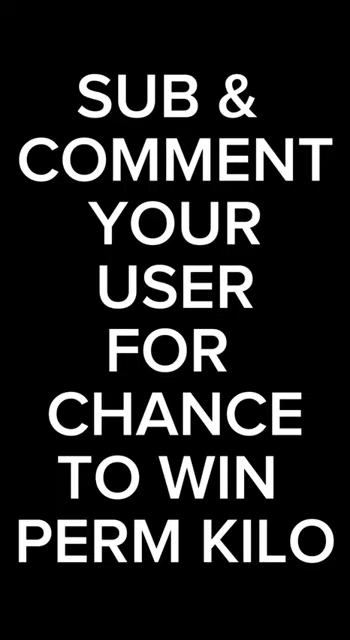 SUB &
COMMENT
YOUR
USER
FOR
CHANCE
TO WIN
PERM KILO